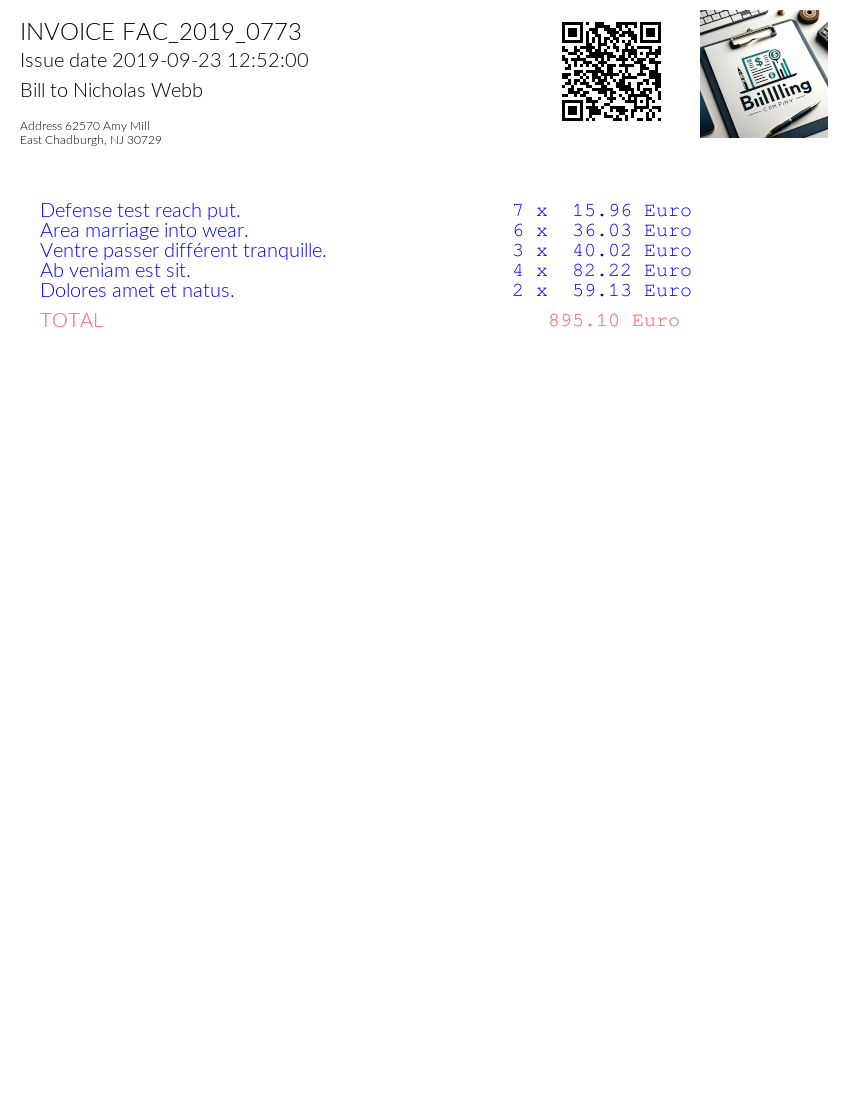 INVOICE FAC_2019_0773
Issue date 2019-09-23 12:52:00
Bill to Nicholas Webb
Address 62570 Amy Mill
East Chadburgh, NJ 30729
Biillling
COMPANY
Defense test reach put. 7 x 15.96 Euro
Area marriage into wear. 6 x 36.03 Euro
Ventre passer différent tranquille. 3 x 40.02 Euro
Ab veniam est sit. 4 x 82.22 Euro
Dolores amet et natus. 2 x 59.13 Euro
TOTAL 895.10 Euro